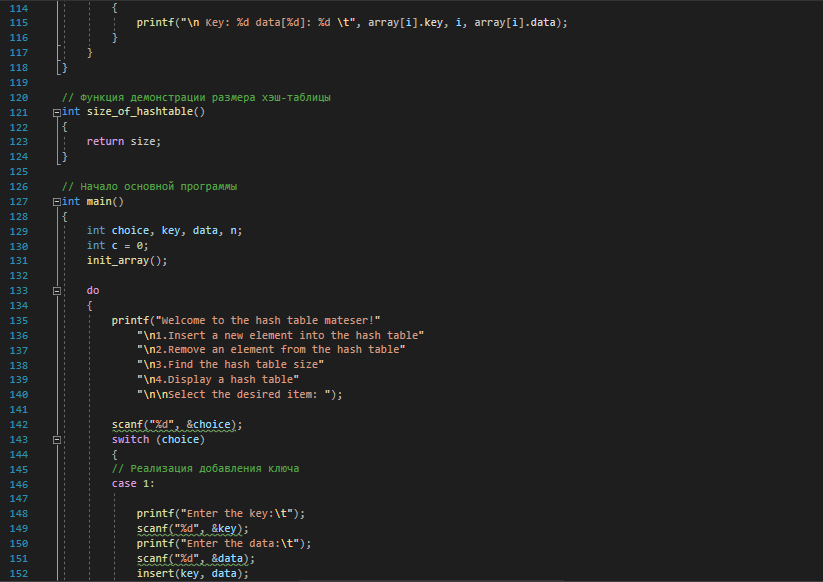 114 {
115 printf("\n Key: %d data[%d]: %d \t", array[i].key, i, array[i].data);
116 }
117 }
118 }
119
120 // Функция демонстрации размера хэш-таблицы
121 int size_of_hashtable()
122 {
123 return size;
124 }
125
126 // Начало основной программы
127 int main()
128 {
129 int choice, key, data, n;
130 int c = 0;
131 init_array();
132
133 do
134 {
135 printf("Welcome to the hash table mateser!"
136 "\n1.Insert a new element into the hash table"
137 "\n2.Remove an element from the hash table"
138 "\n3.Find the hash table size"
139 "\n4.Display a hash table"
140 "\n\nSelect the desired item: ");
141
142 scanf("%d", &choice);
143 switch (choice)
144 {
145 // Реализация добавления ключа
146 case 1:
147
148 printf("Enter the key:\t");
149 scanf("%d", &key);
150 printf("Enter the data:\t");
151 scanf("%d", &data);
152 insert(key, data);